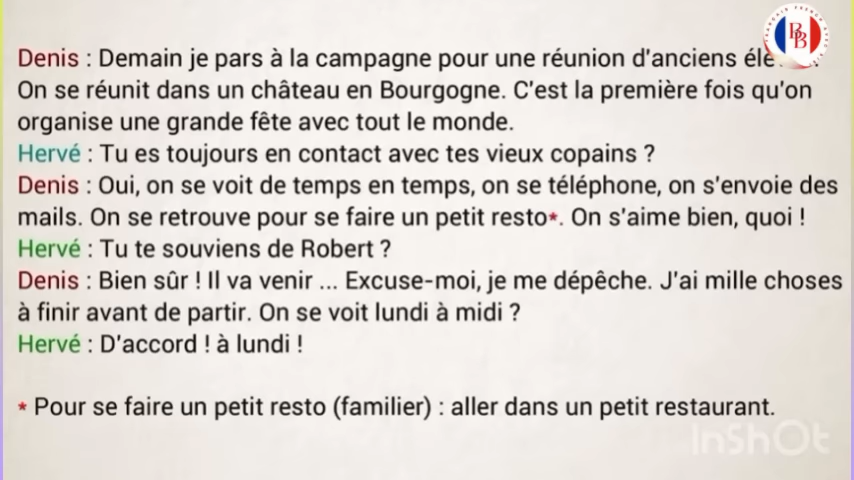 Denis : Demain je pars à la campagne pour une réunion d'anciens
On se réunit dans un château en Bourgogne. C'est la première fois qu'on
organise une grande fête avec tout le monde.
Hervé : Tu es toujours en contact avec tes vieux copains ?
Denis : Oui, on se voit de temps en temps, on se téléphone, on s'envoie des
mails. On se retrouve pour se faire un petit resto*. On s'aime bien, quoi !
Hervé : Tu te souviens de Robert ?
Denis : Bien sûr ! Il va venir ... Excuse-moi, je me dépêche. J'ai mille choses
à finir avant de partir. On se voit lundi à midi ?
Hervé : D'accord ! à lundi !
* Pour se faire un petit resto (familier) : aller dans un petit restaurant.
InShOt